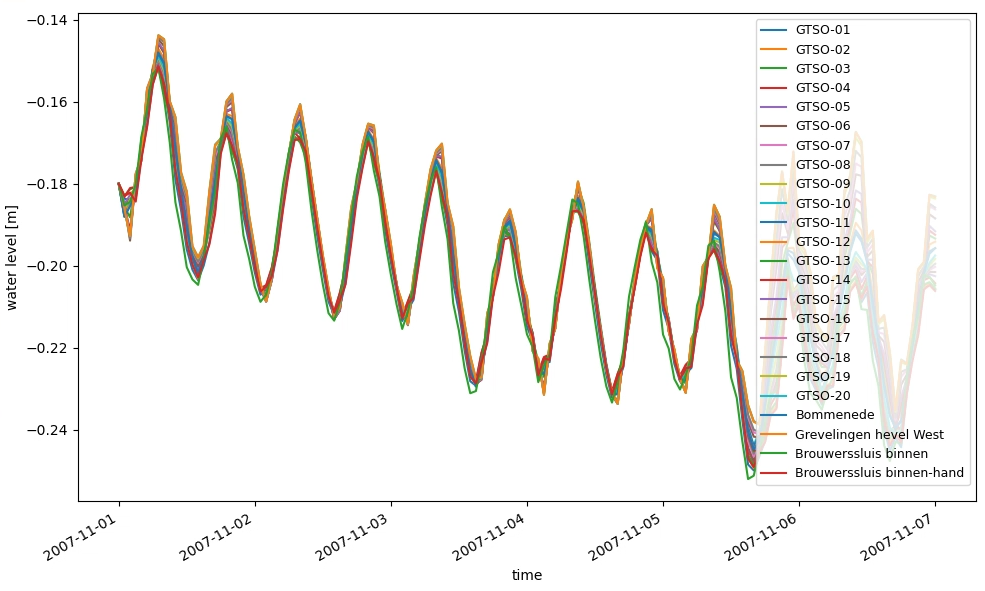 −0.14
−0.16
−0.18
−0.20
−0.22
−0.24
water level [m]
2007-11-01
2007-11-02
2007-11-03
2007-11-04
2007-11-05
2007-11-06
2007-11-07
time
GTSO-01
GTSO-02
GTSO-03
GTSO-04
GTSO-05
GTSO-06
GTSO-07
GTSO-08
GTSO-09
GTSO-10
GTSO-11
GTSO-12
GTSO-13
GTSO-14
GTSO-15
GTSO-16
GTSO-17
GTSO-18
GTSO-19
GTSO-20
Bommenede
Grevelingen hevel West
Brouwerssluis binnen
Brouwerssluis binnen-hand